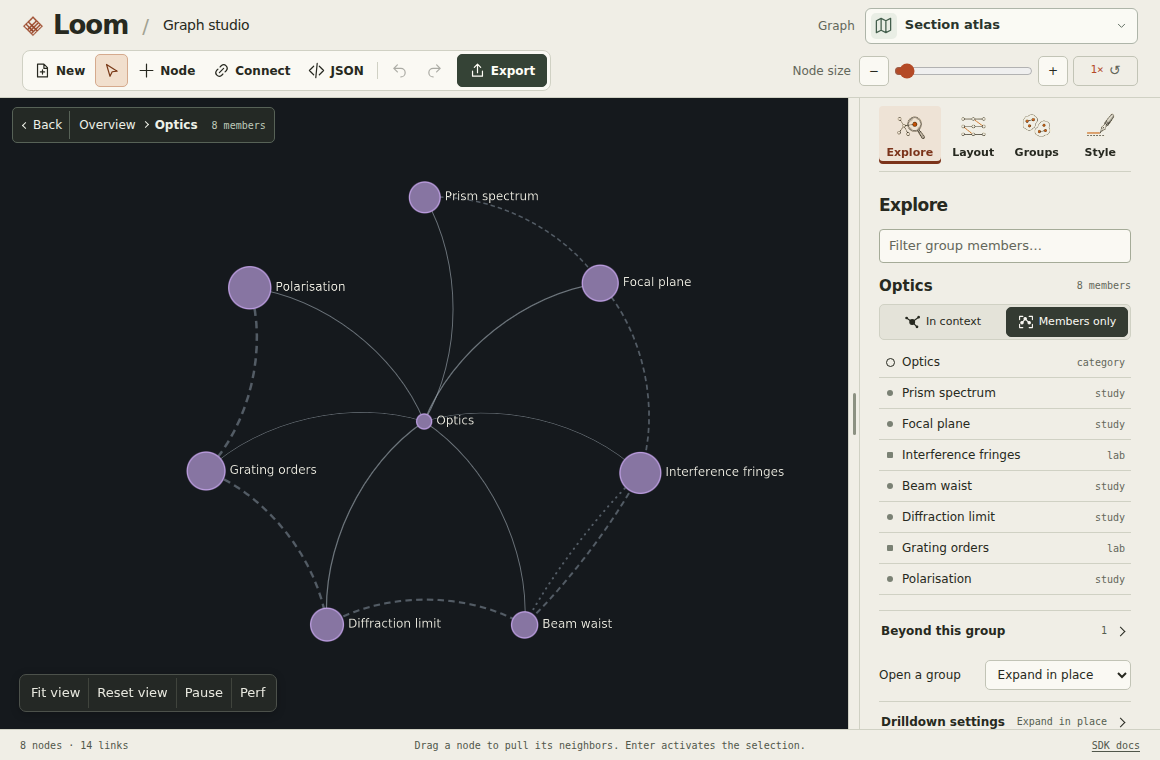 Loom / Graph studio
Graph Section atlas
New Node Connect JSON Export
Node size − + 1× ↺
Back Overview › Optics 8 members
Prism spectrum
Focal plane
Polarisation
Optics
Grating orders
Interference fringes
Diffraction limit
Beam waist
Fit view Reset view Pause Perf
Explore Layout Groups Style
Explore
Filter group members...
Optics 8 members
In context Members only
Optics category
Prism spectrum study
Focal plane study
Interference fringes lab
Beam waist study
Diffraction limit study
Grating orders lab
Polarisation study
Beyond this group 1
Open a group Expand in place
Drilldown settings Expand in place
8 nodes · 14 links
Drag a node to pull its neighbors. Enter activates the selection.
SDK docs